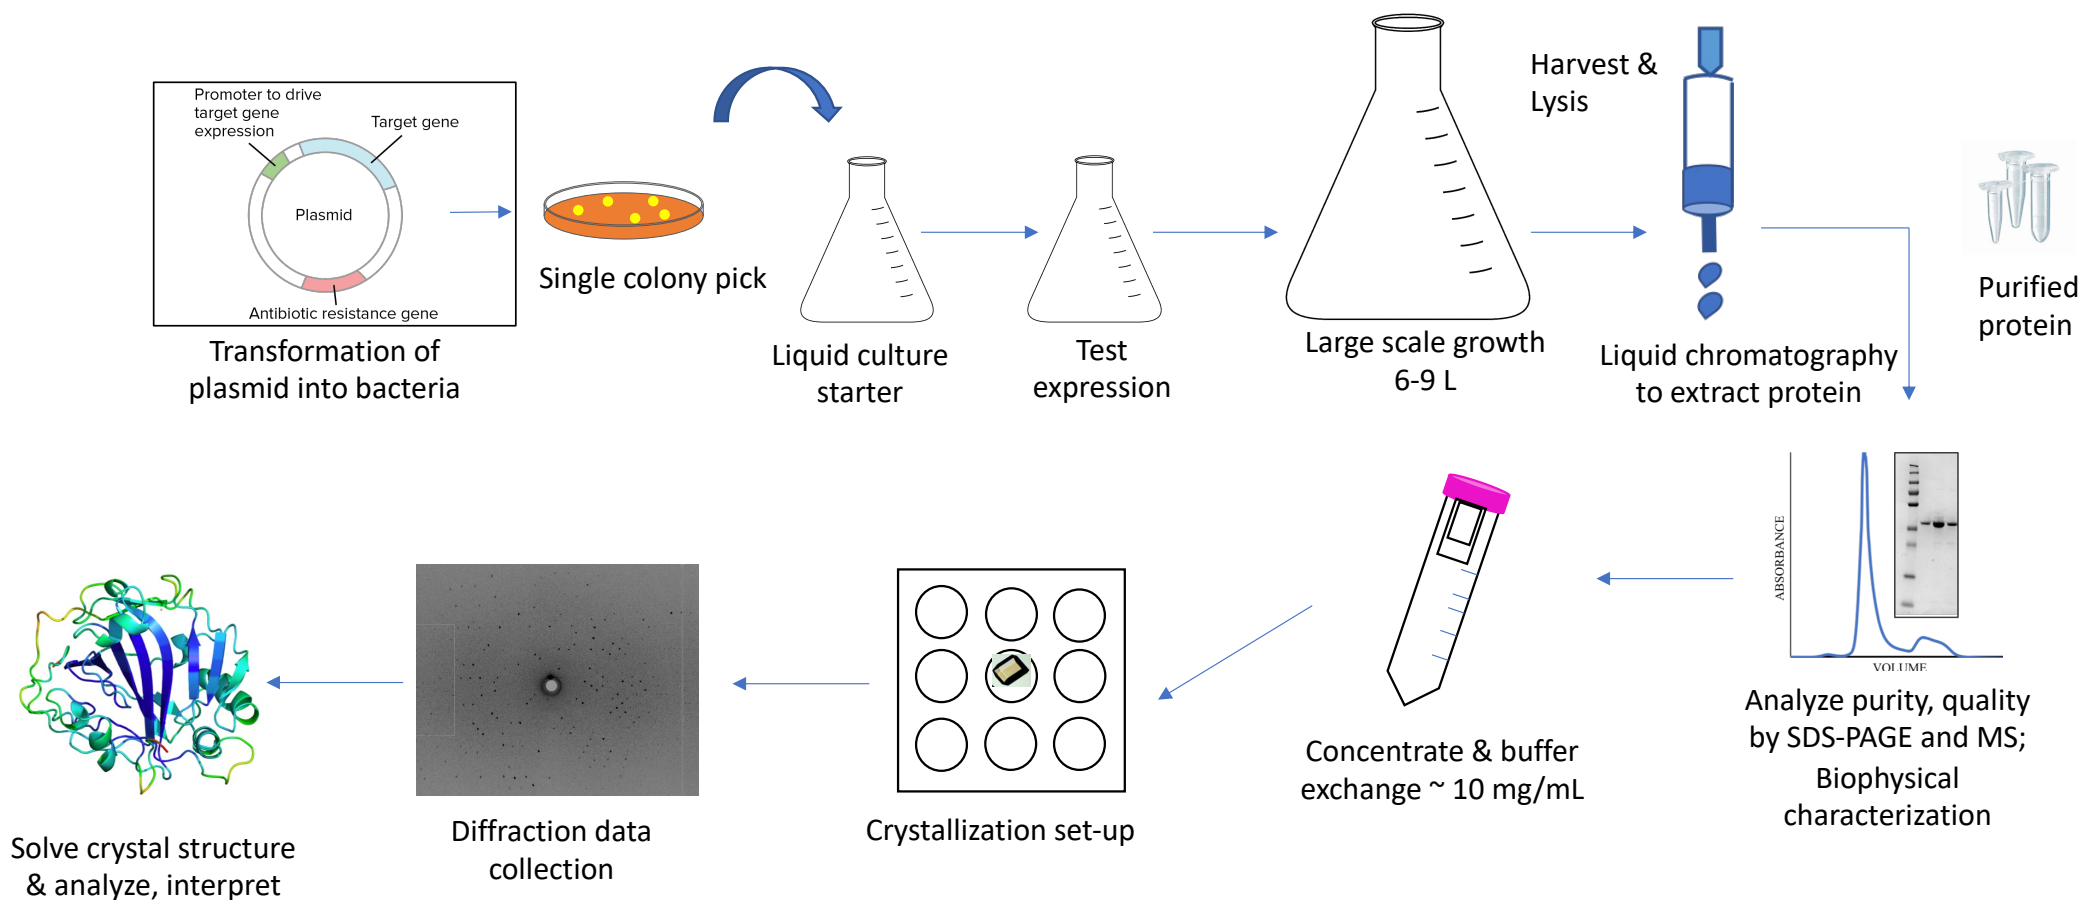 Promoter to drive
target gene
expression
Target gene
Plasmid
Antibiotic resistance gene
Transformation of
plasmid into bacteria
Single colony pick
Liquid culture
starter
Test
expression
Large scale growth
6-9 L
Harvest &
Lysis
Liquid chromatography
to extract protein
Purified
protein
ABSORBANCE
VOLUME
Analyze purity, quality
by SDS-PAGE and MS;
Biophysical
characterization
Concentrate & buffer
exchange ~ 10 mg/mL
Crystallization set-up
Diffraction data
collection
Solve crystal structure
& analyze, interpret